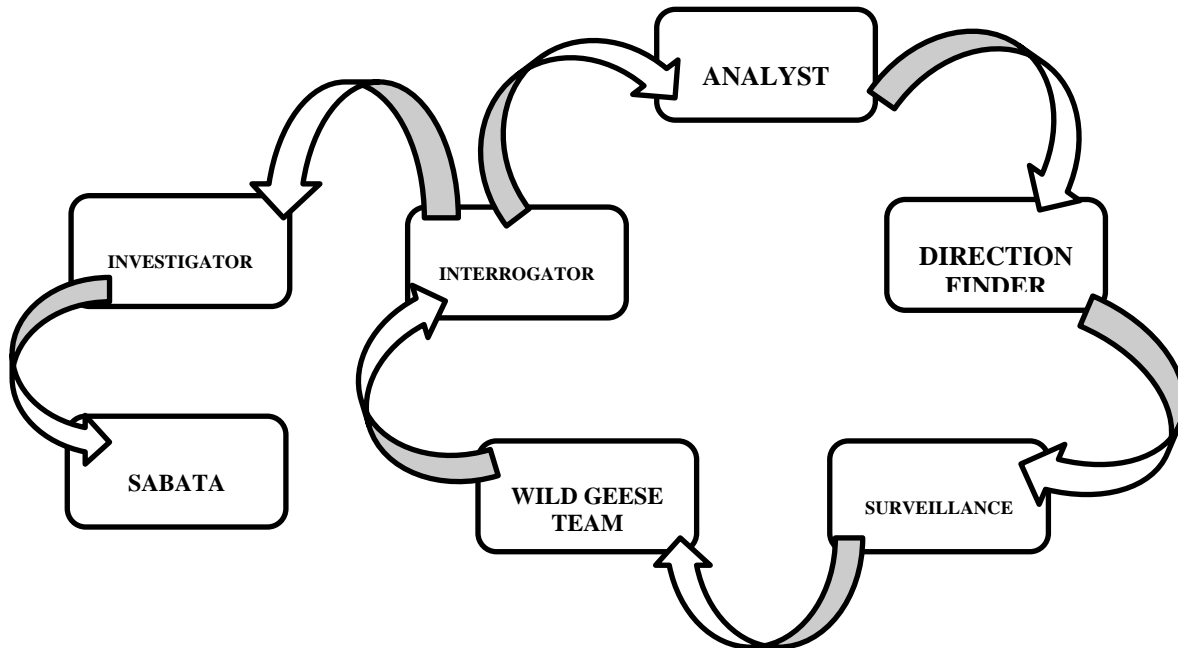 ANALYST
INVESTIGATOR
INTERROGATOR
DIRECTION
FINDER
SABATA
WILD GEESE
TEAM
SURVEILLANCE